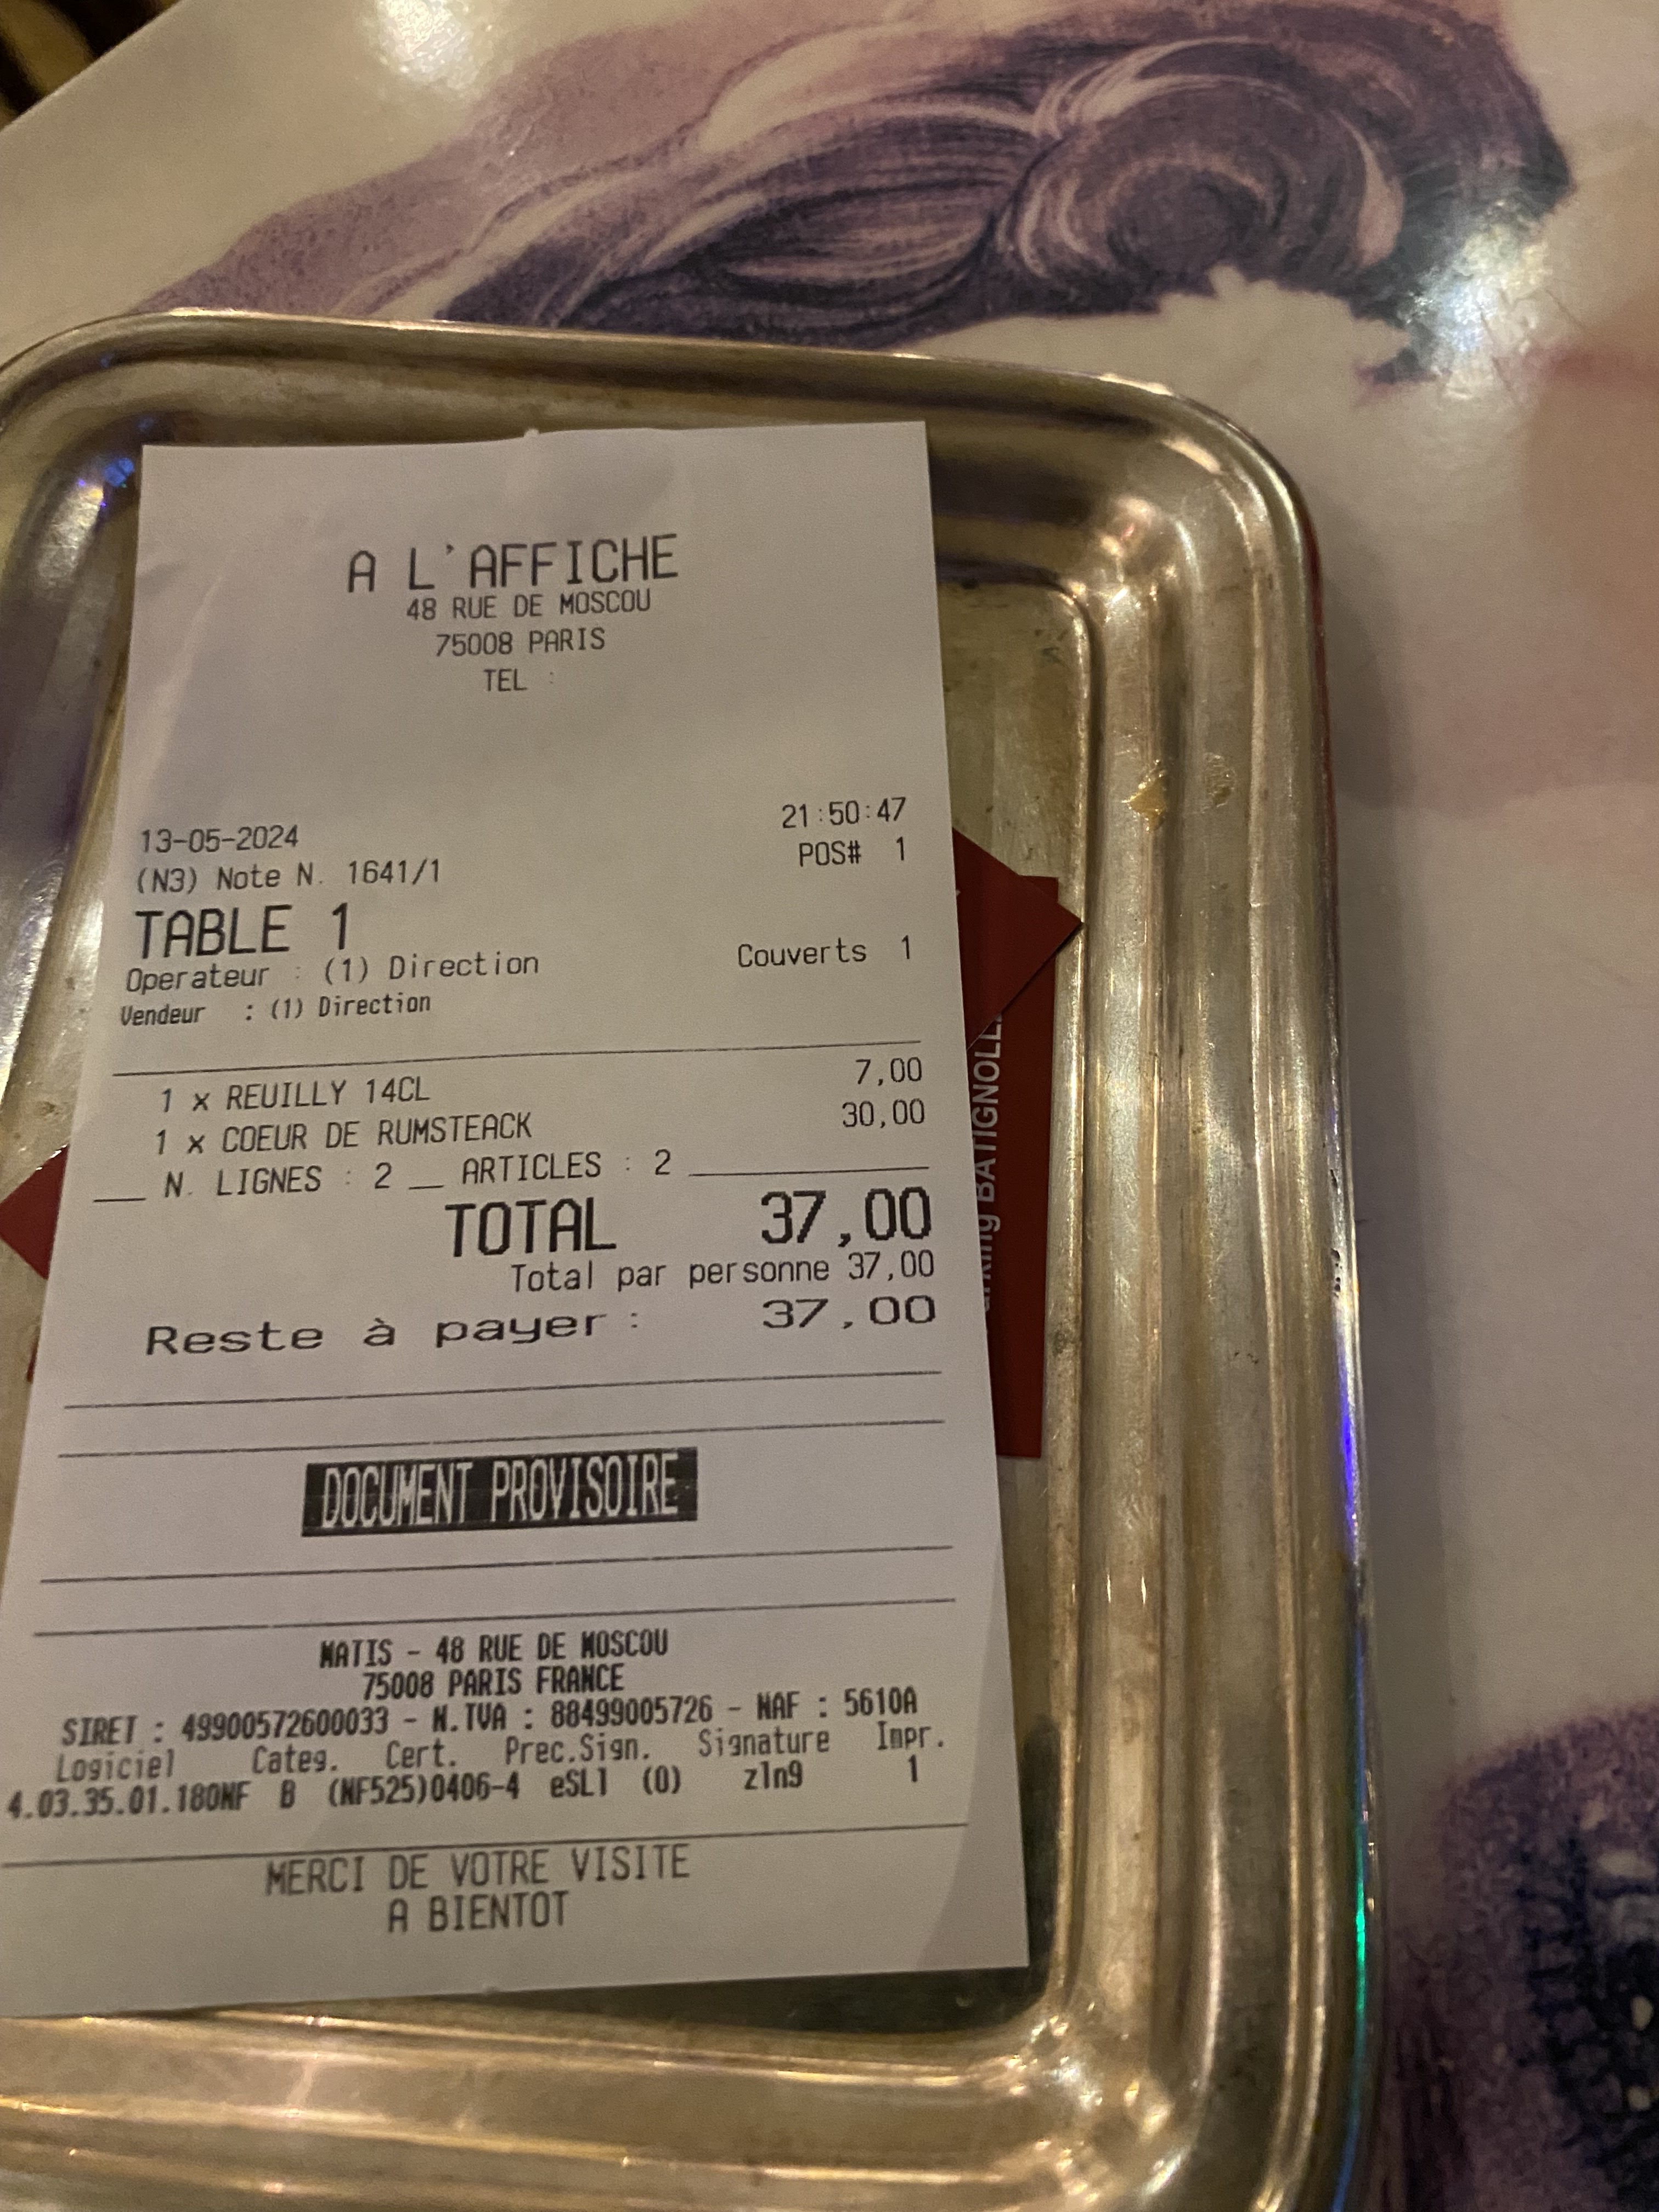 A L'AFFICHE
48 RUE DE MOSCOU
75008 PARIS
TEL :
13-05-2024 21:50:47
(N3) Note N. 1641/1 POS# 1
TABLE 1
Operateur : (1) Direction Couverts 1
Vendeur : (1) Direction
1 x REUILLY 14CL 7,00
1 x COEUR DE RUMSTEACK 30,00
N. LIGNES : 2 __ ARTICLES : 2
TOTAL 37,00
Total par personne 37,00
Reste à payer : 37,00
DOCUMENT PROVISOIRE
MATIS - 48 RUE DE MOSCOU
75008 PARIS FRANCE
SIRET : 49900572600033 - N.TVA : 88499005726 - NAF : 5610A
Logiciel Categ. Cert. Prec.Sign. Signature Impr.
4.03.35.01.180NF B (NF525)0406-4 eSL1 (0) zln9 1
MERCI DE VOTRE VISITE
A BIENTOT